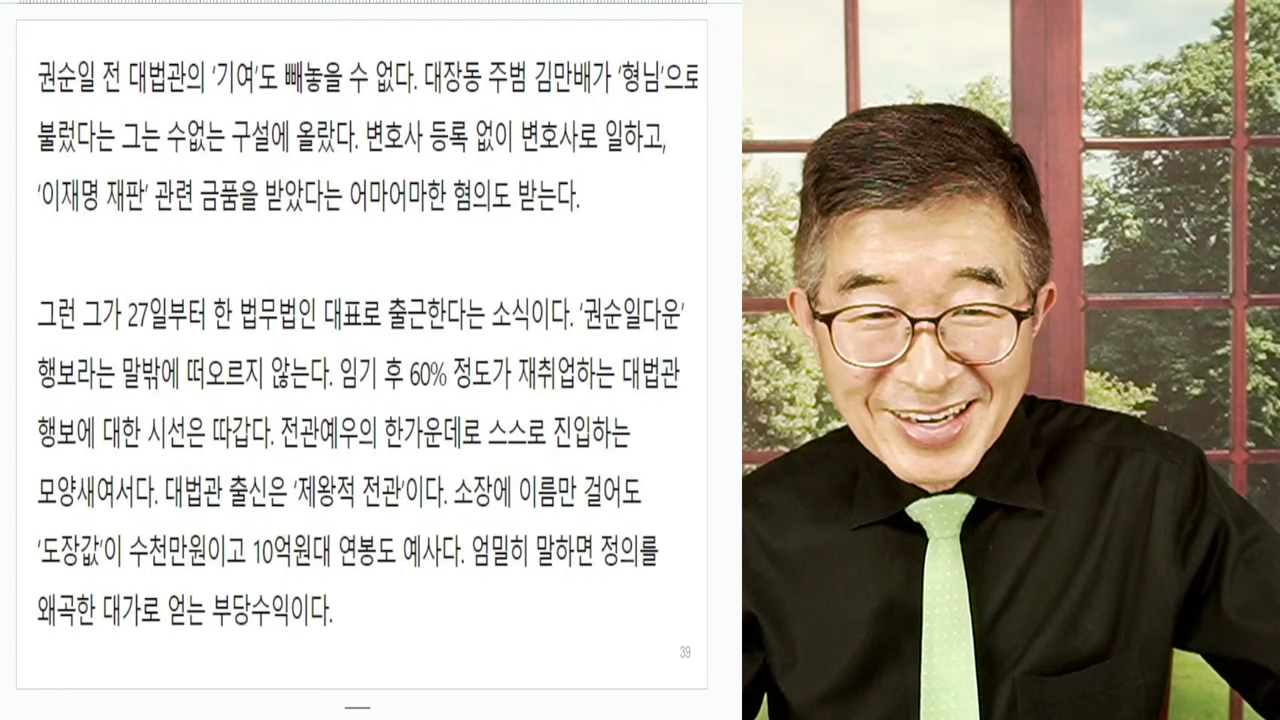 권순일 전 대법관의 ‘기여’도 빼놓을 수 없다. 대장동 주범 김만배가 ‘형님’으로
불렀다는 그는 수없는 구설에 올랐다. 변호사 등록 없이 변호사로 일하고,
‘이재명 재판’ 관련 금품을 받았다는 어마어마한 혐의도 받는다.
그런 그가 27일부터 한 법무법인 대표로 출근한다는 소식이다. ‘권순일다운’
행보라는 말밖에 떠오르지 않는다. 임기 후 60% 정도가 재취업하는 대법관
행보에 대한 시선은 따갑다. 전관예우의 한가운데로 스스로 진입하는
모양새여서다. 대법관 출신은 ‘제왕적 전관’이다. 소장에 이름만 걸어도
‘도장값’이 수천만원이고 10억원대 연봉도 예사다. 엄밀히 말하면 정의를
왜곡한 대가로 얻는 부당수익이다.
39